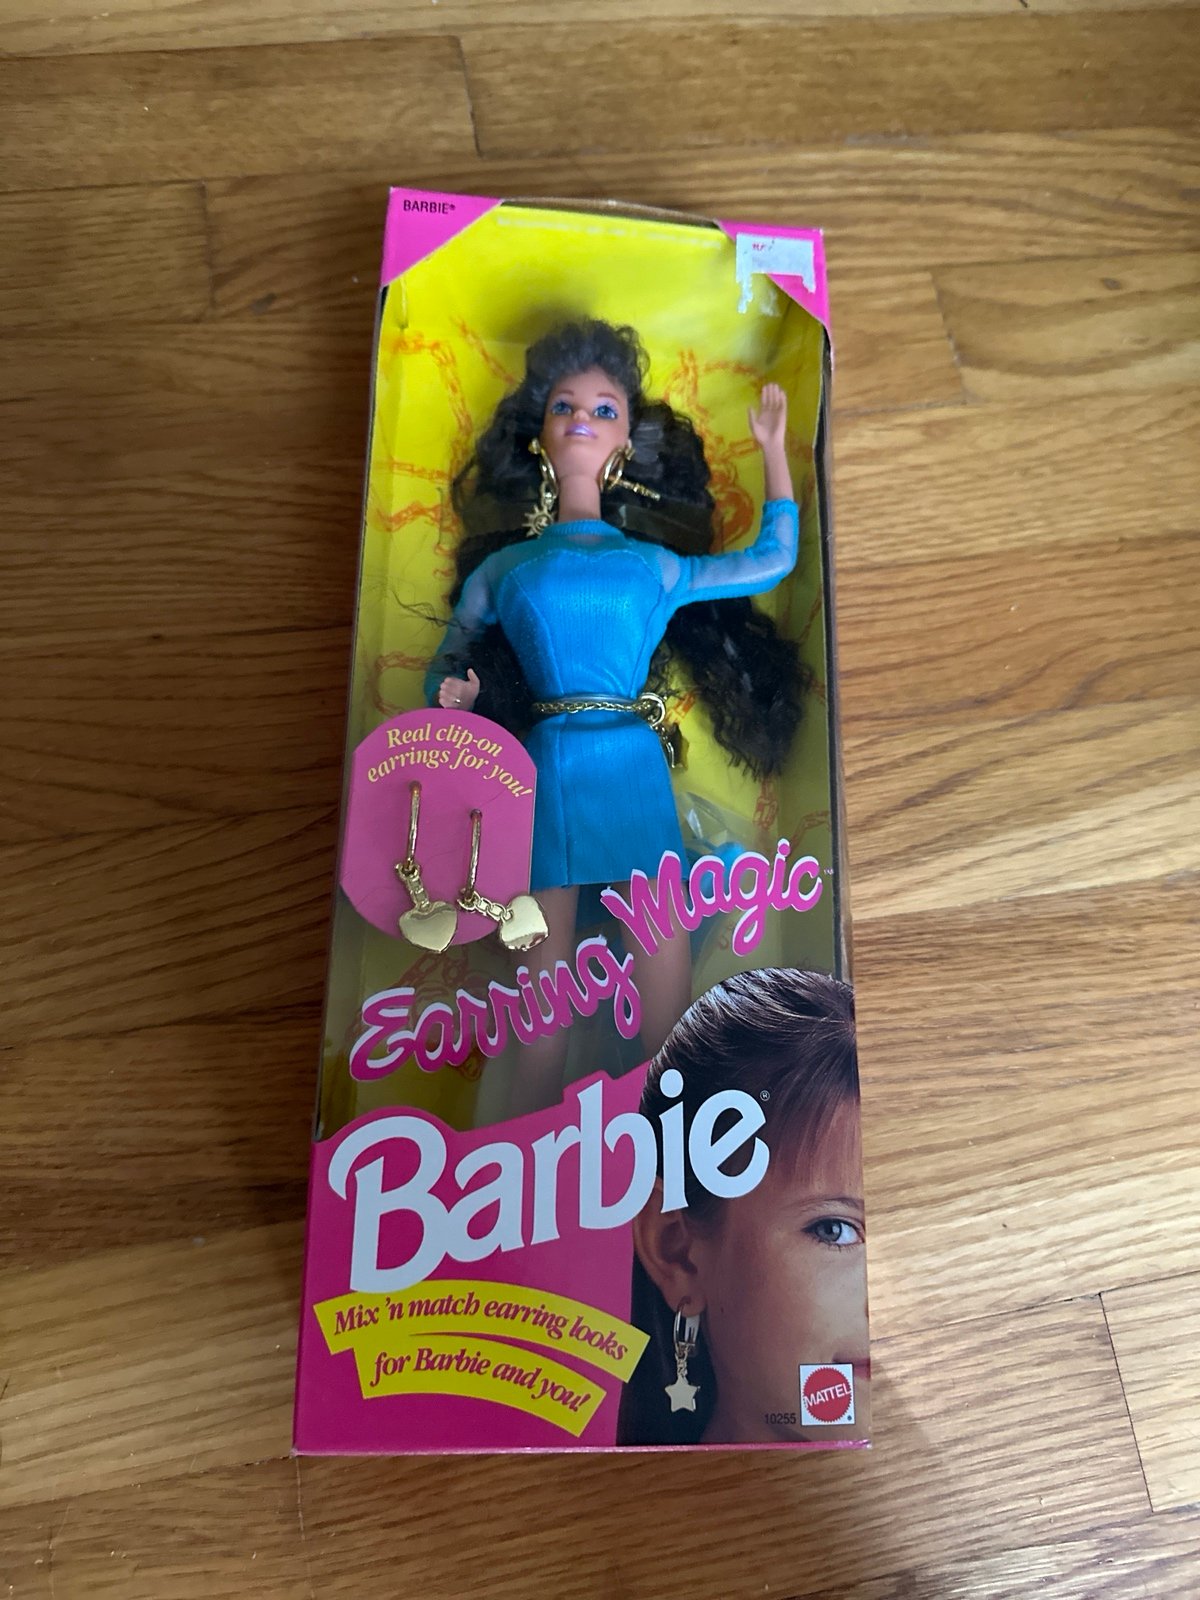 BARBIE®
Real clip-on
earrings for you!
Earring Magic™
Barbie®
Mix 'n match earring looks
for Barbie and you!
10255
MATTEL®